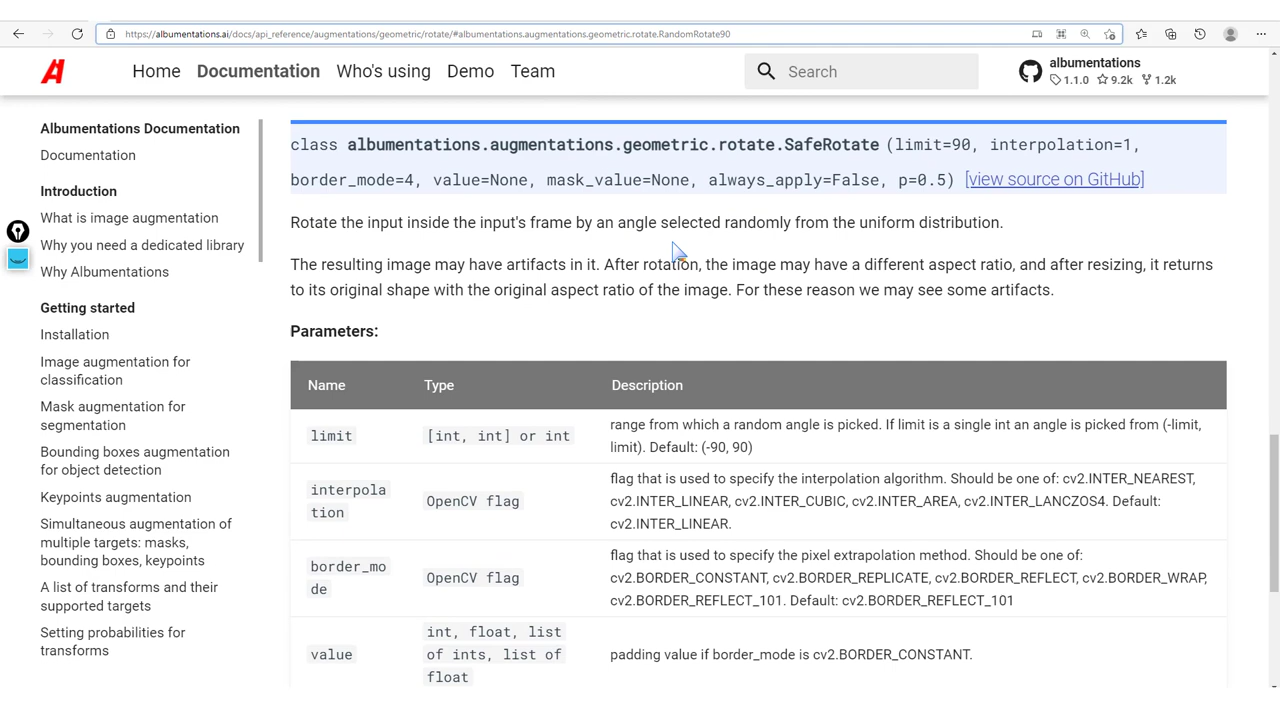 https://albumentations.ai/docs/api_reference/augmentations/geometric/rotate/#albumentations.augmentations.geometric.rotate.RandomRotate90
Home Documentation Who's using Demo Team
Search
albumentations
1.1.0 9.2k 1.2k
Albumentations Documentation
Documentation
Introduction
What is image augmentation
Why you need a dedicated library
Why Albumentations
Getting started
Installation
Image augmentation for
classification
Mask augmentation for
segmentation
Bounding boxes augmentation
for object detection
Keypoints augmentation
Simultaneous augmentation of
multiple targets: masks,
bounding boxes, keypoints
A list of transforms and their
supported targets
Setting probabilities for
transforms
class albumentations.augmentations.geometric.rotate.SafeRotate (limit=90, interpolation=1,
border_mode=4, value=None, mask_value=None, always_apply=False, p=0.5) [view source on GitHub]
Rotate the input inside the input's frame by an angle selected randomly from the uniform distribution.
The resulting image may have artifacts in it. After rotation, the image may have a different aspect ratio, and after resizing, it returns
to its original shape with the original aspect ratio of the image. For these reason we may see some artifacts.
Parameters:
Name Type Description
limit [int, int] or int range from which a random angle is picked. If limit is a single int an angle is picked from (-limit,
limit). Default: (-90, 90)
interpola
tion
OpenCV flag
flag that is used to specify the interpolation algorithm. Should be one of: cv2.INTER_NEAREST,
cv2.INTER_LINEAR, cv2.INTER_CUBIC, cv2.INTER_AREA, cv2.INTER_LANCZOS4. Default:
cv2.INTER_LINEAR.
border_mo
de
OpenCV flag
flag that is used to specify the pixel extrapolation method. Should be one of:
cv2.BORDER_CONSTANT, cv2.BORDER_REPLICATE, cv2.BORDER_REFLECT, cv2.BORDER_WRAP,
cv2.BORDER_REFLECT_101. Default: cv2.BORDER_REFLECT_101
value
int, float, list
of ints, list of
float
padding value if border_mode is cv2.BORDER_CONSTANT.